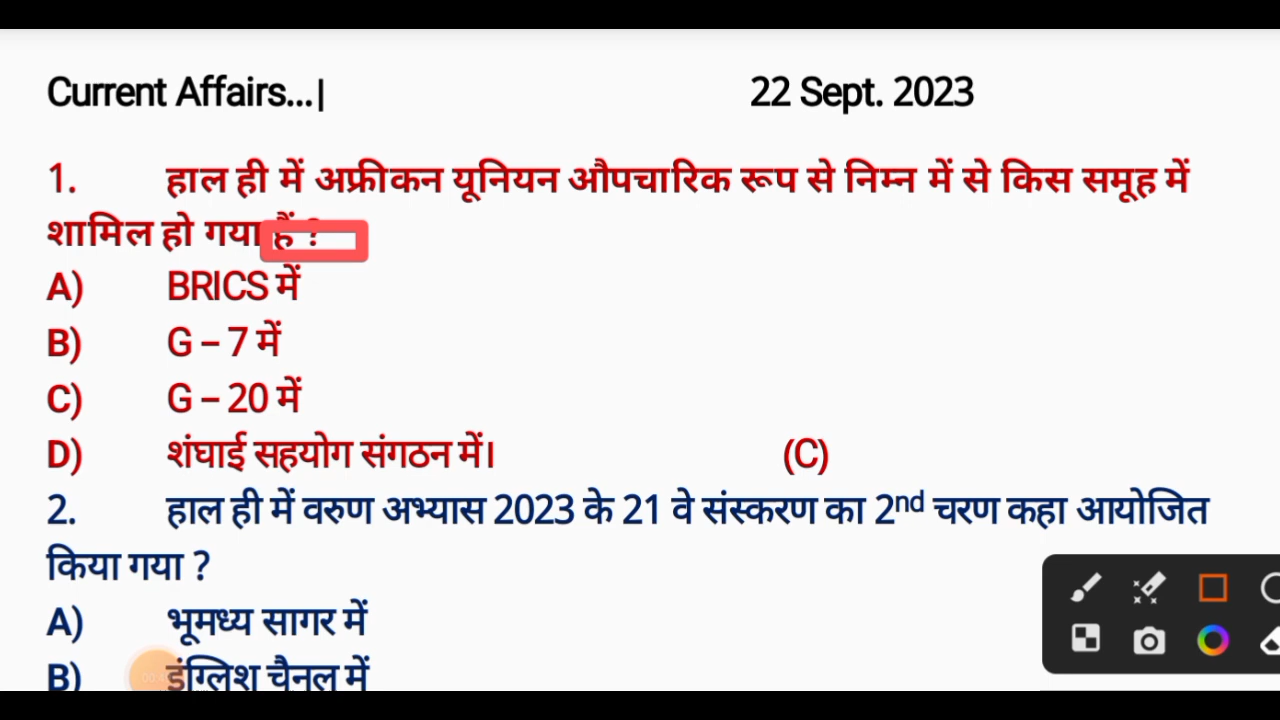 Current Affairs...| 22 Sept. 2023
1. हाल ही में अफ्रीकन यूनियन औपचारिक रूप से निम्न में से किस समूह में
शामिल हो गया हैं ?
A) BRICS में
B) G – 7 में
C) G – 20 में
D) शंघाई सहयोग संगठन में। (C)
2. हाल ही में वरुण अभ्यास 2023 के 21 वे संस्करण का 2nd चरण कहा आयोजित
किया गया ?
A) भूमध्य सागर में
B) इंग्लिश चैनल में